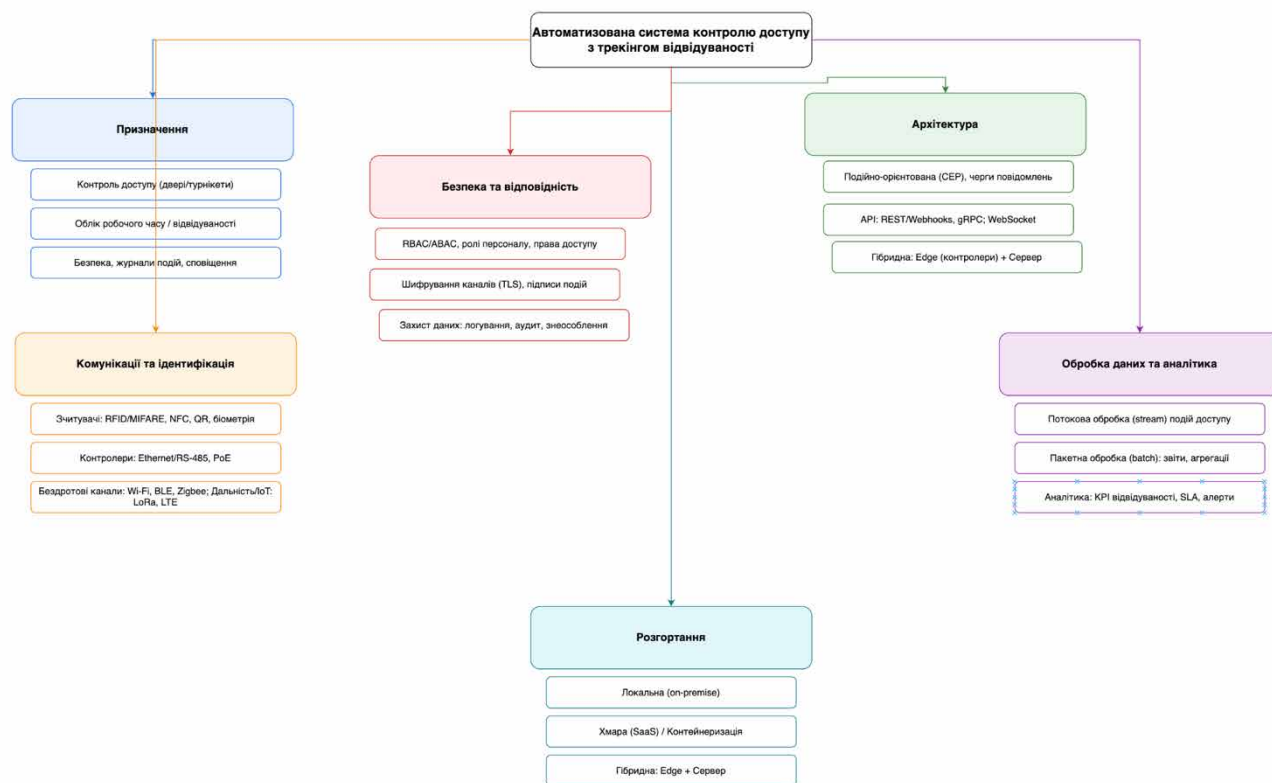 Автоматизована система контролю доступу
з трекінгом відвідуваності
Призначення
Контроль доступу (двері/турнікети)
Облік робочого часу / відвідуваності
Безпека, журнали подій, сповіщення
Комунікації та ідентифікація
Зчитувачі: RFID/MIFARE, NFC, QR, біометрія
Контролери: Ethernet/RS-485, PoE
Бездротові канали: Wi-Fi, BLE, Zigbee; Дальність/IoT:
LoRa, LTE
Безпека та відповідність
RBAC/ABAC, ролі персоналу, права доступу
Шифрування каналів (TLS), підписи подій
Захист даних: логування, аудит, знеособлення
Архітектура
Подійно-орієнтована (CEP), черги повідомлень
API: REST/Webhooks, gRPC; WebSocket
Гібридна: Edge (контролери) + Сервер
Обробка даних та аналітика
Потокова обробка (stream) подій доступу
Пакетна обробка (batch): звіти, агрегації
Аналітика: KPI відвідуваності, SLA, алерти
Розгортання
Локальна (on-premise)
Хмара (SaaS) / Контейнеризація
Гібридна: Edge + Сервер